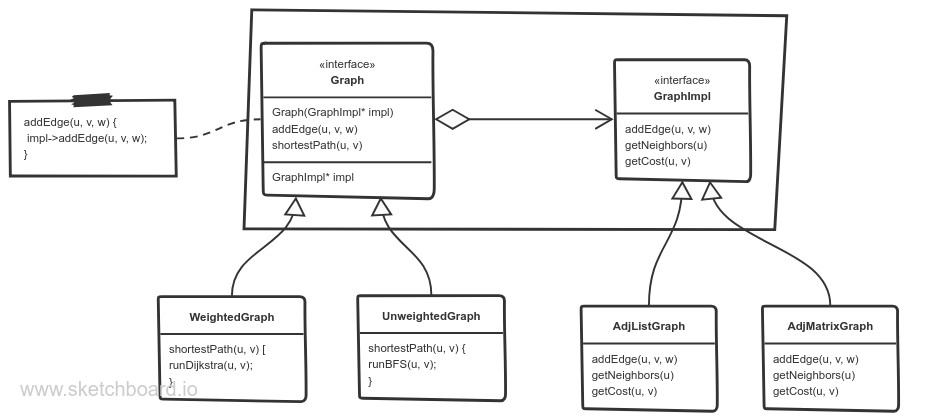 addEdge(u, v, w) {
impl->addEdge(u, v, w);
}
«interface»
Graph
Graph(GraphImpl* impl)
addEdge(u, v, w)
shortestPath(u, v)
GraphImpl* impl
«interface»
GraphImpl
addEdge(u, v, w)
getNeighbors(u)
getCost(u, v)
WeightedGraph
shortestPath(u, v) [
runDijkstra(u, v);
}
UnweightedGraph
shortestPath(u, v) {
runBFS(u, v);
}
AdjListGraph
addEdge(u, v, w)
getNeighbors(u)
getCost(u, v)
AdjMatrixGraph
addEdge(u, v, w)
getNeighbors(u)
getCost(u, v)
www.sketchboard.io